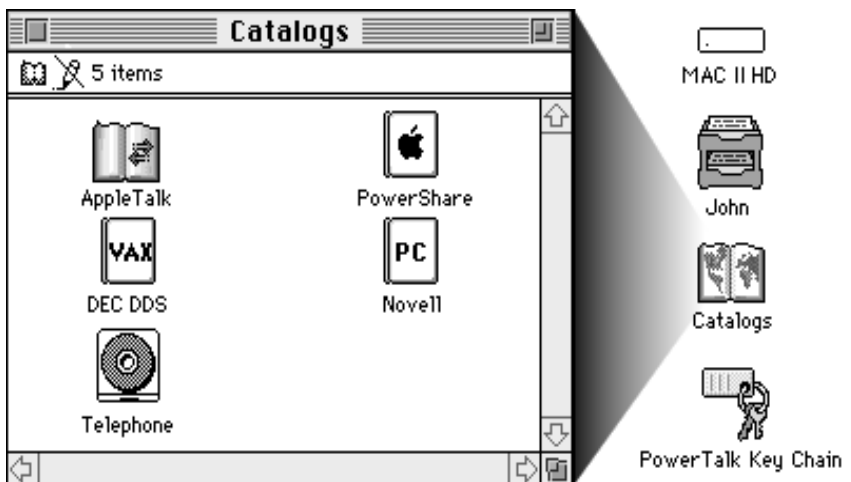 Catalogs
5 items
AppleTalk
PowerShare
VAX
PC
DEC DDS
Novell
Telephone
MAC II HD
John
Catalogs
PowerTalk Key Chain